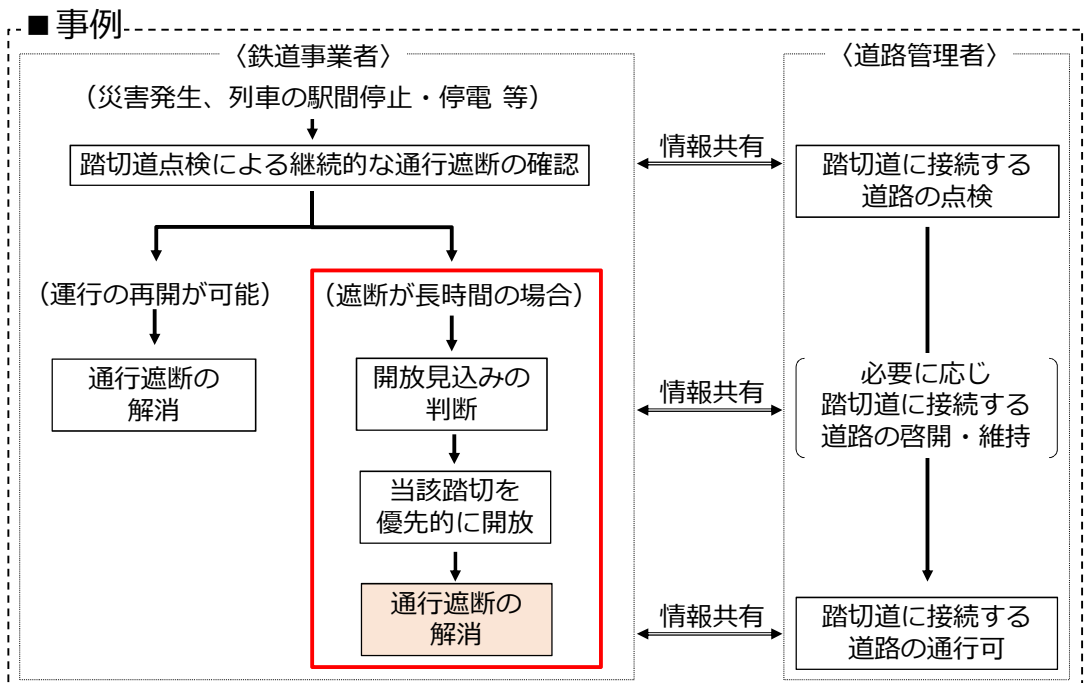 ■ 事例
〈鉄道事業者〉
（災害発生、列車の駅間停止・停電 等）
踏切道点検による継続的な通行遮断の確認
（運行の再開が可能）
通行遮断の
解消
（遮断が長時間の場合）
開放見込みの
判断
当該踏切を
優先的に開放
通行遮断の
解消
情報共有
情報共有
情報共有
〈道路管理者〉
踏切道に接続する
道路の点検
必要に応じ
踏切道に接続する
道路の啓開・維持
踏切道に接続する
道路の通行可